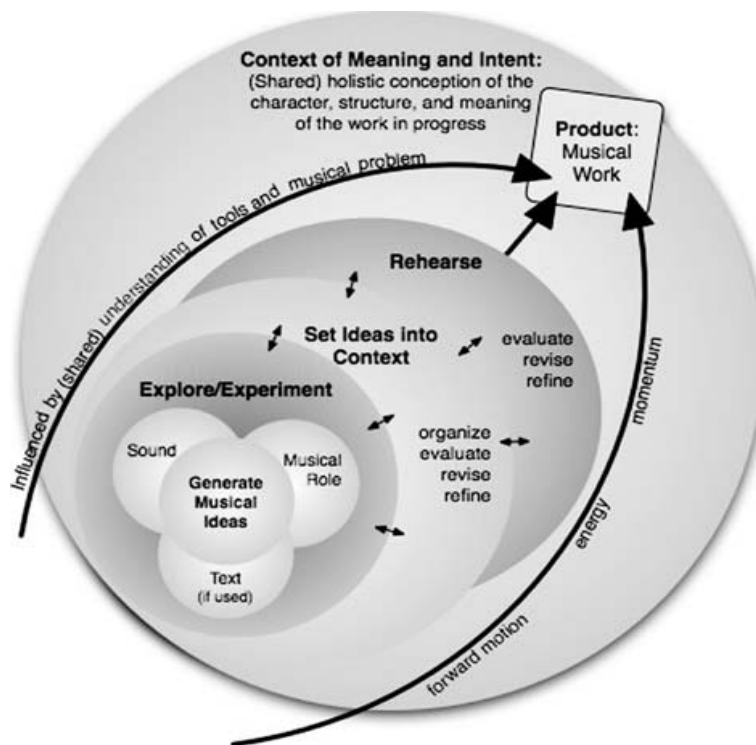 Context of Meaning and Intent:
(Shared) holistic conception of the
character, structure, and meaning
of the work in progress
Product:
Musical
Work
Influenced by (shared) understanding of tools and musical problem
Rehearse
Set Ideas into
Context
evaluate
revise
refine
Explore/Experiment
organize
evaluate
revise
refine
Sound
Musical
Role
Generate
Musical
Ideas
Text
(if used)
forward motion
energy
momentum